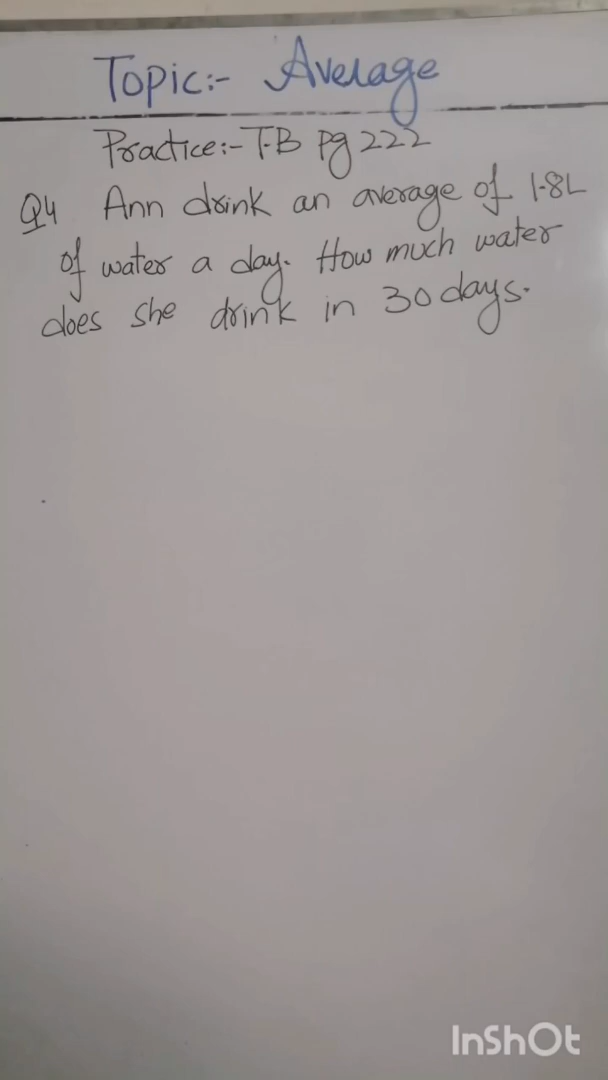 Topic:- Average
Practice:- T.B pg 222
Q4 Ann drink an average of 1.8L
of water a day. How much water
does she drink in 30 days.
InShOt